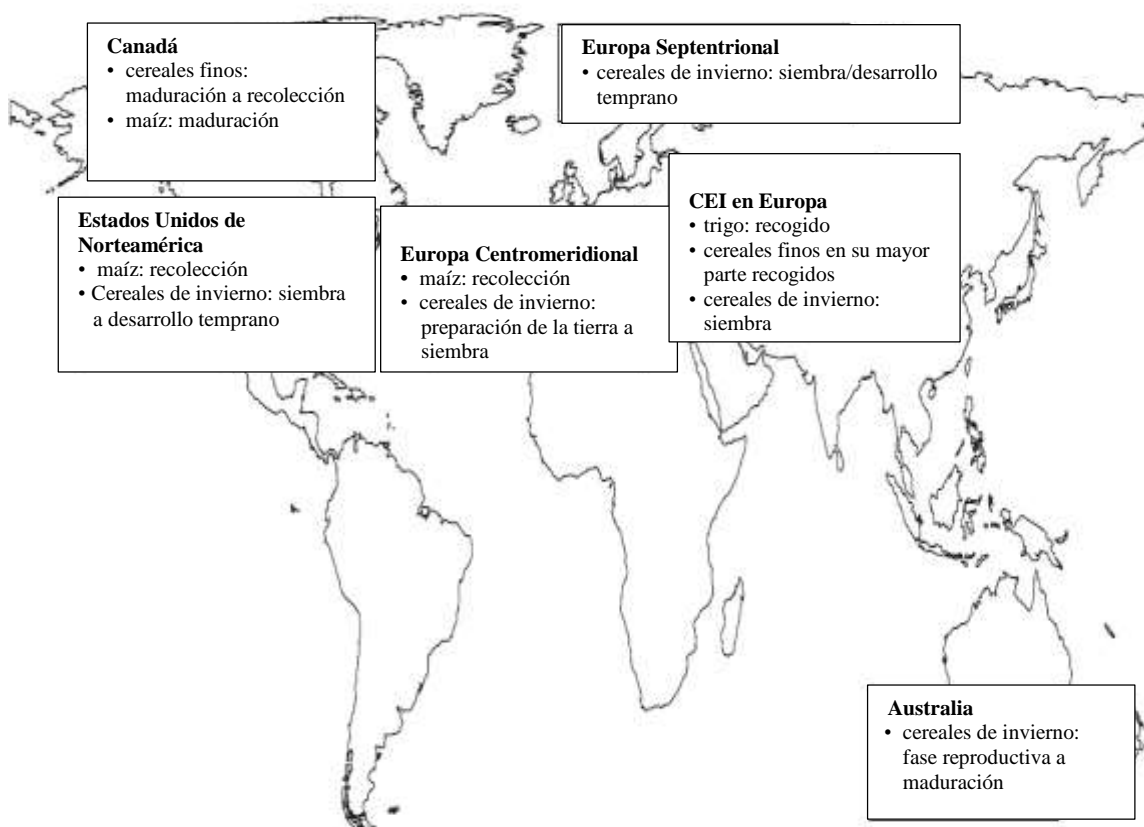 Canadá
• cereales finos:
maduración a recolección
• maíz: maduración
Europa Septentrional
• cereales de invierno: siembra/desarrollo
temprano
Estados Unidos de
Norteamérica
• maíz: recolección
• Cereales de invierno: siembra
a desarrollo temprano
Europa Centromeridional
• maíz: recolección
• cereales de invierno:
preparación de la tierra a
siembra
CEI en Europa
• trigo: recogido
• cereales finos en su mayor
parte recogidos
• cereales de invierno:
siembra
Australia
• cereales de invierno:
fase reproductiva a
maduración